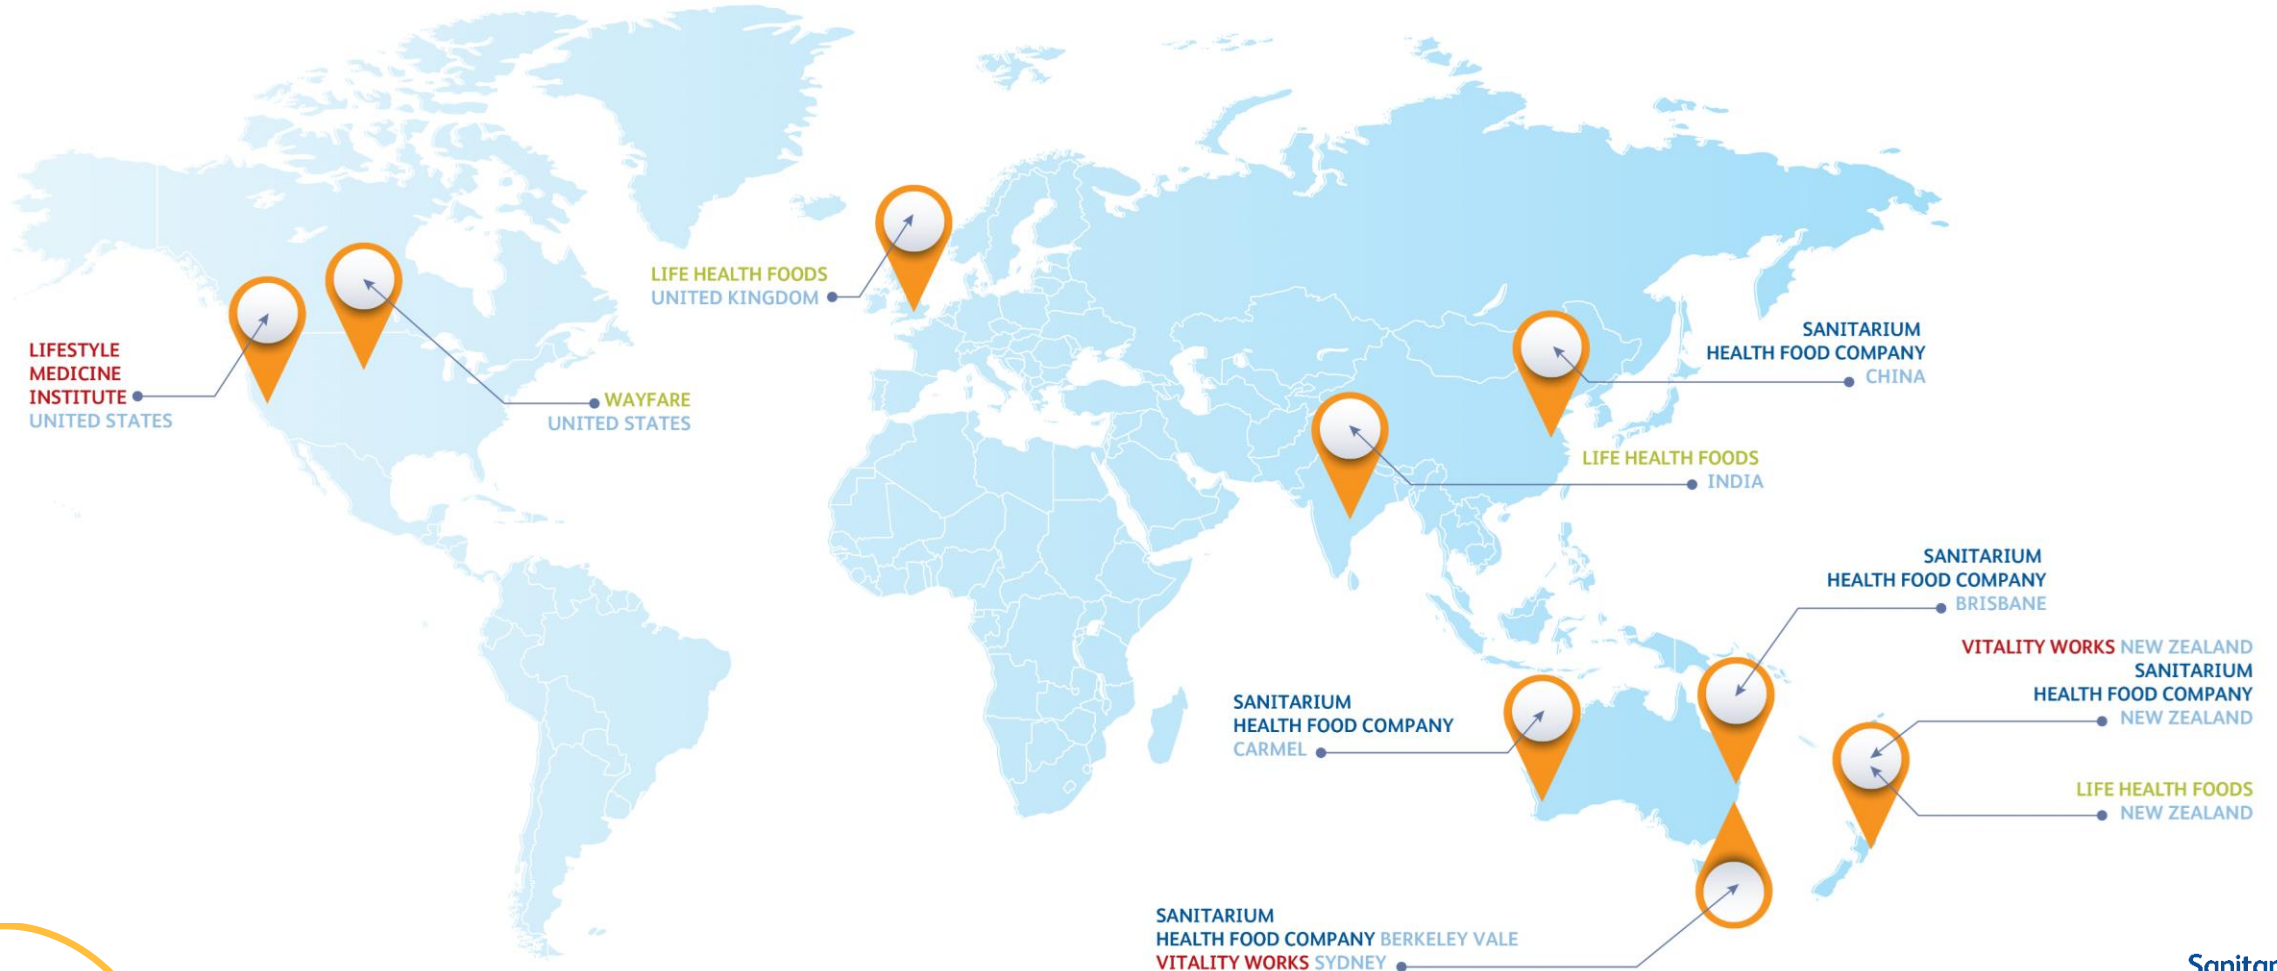 LIFESTYLE
MEDICINE
INSTITUTE
UNITED STATES
WAYFARE
UNITED STATES
LIFE HEALTH FOODS
UNITED KINGDOM
SANITARIUM
HEALTH FOOD COMPANY
CHINA
LIFE HEALTH FOODS
INDIA
SANITARIUM
HEALTH FOOD COMPANY
BRISBANE
VITALITY WORKS NEW ZEALAND
SANITARIUM
HEALTH FOOD COMPANY
NEW ZEALAND
LIFE HEALTH FOODS
NEW ZEALAND
SANITARIUM
HEALTH FOOD COMPANY
CARMEL
SANITARIUM
HEALTH FOOD COMPANY BERKELEY VALE
VITALITY WORKS SYDNEY